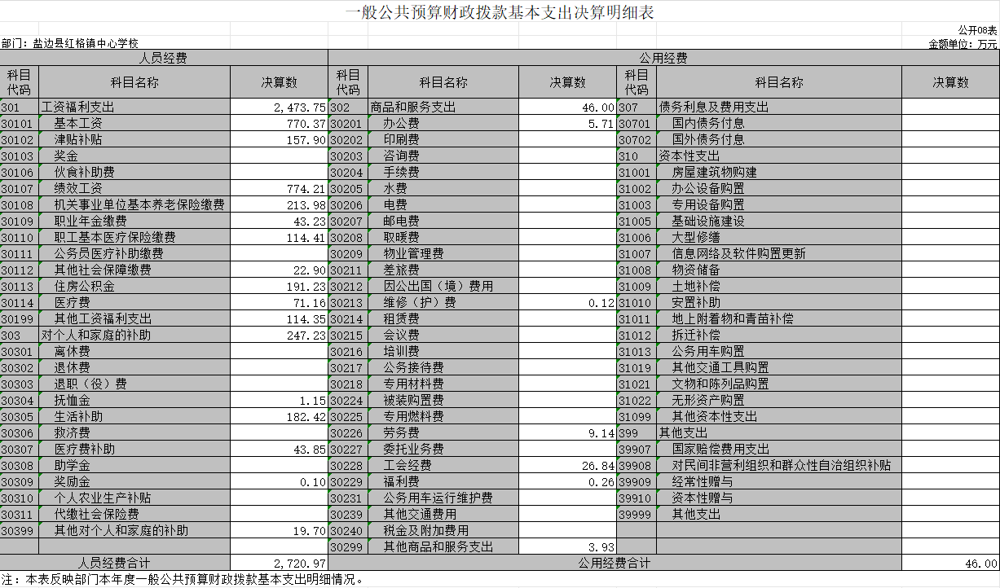 一般公共预算财政拨款基本支出决算明细表
公开08表
部门：盐边县红格镇中心学校 金额单位：万元
人员经费 公用经费
科目代码 科目名称 决算数 科目代码 科目名称 决算数 科目代码 科目名称 决算数
301 工资福利支出 2,473.75 302 商品和服务支出 46.00 307 债务利息及费用支出
30101 基本工资 770.37 30201 办公费 5.71 30701 国内债务付息
30102 津贴补贴 157.90 30202 印刷费 30702 国外债务付息
30103 奖金 30203 咨询费 310 资本性支出
30106 伙食补助费 30204 手续费 31001 房屋建筑物购建
30107 绩效工资 774.21 30205 水费 31002 办公设备购置
30108 机关事业单位基本养老保险缴费 213.98 30206 电费 31003 专用设备购置
30109 职业年金缴费 43.23 30207 邮电费 31005 基础设施建设
30110 职工基本医疗保险缴费 114.41 30208 取暖费 31006 大型修缮
30111 公务员医疗补助缴费 30209 物业管理费 31007 信息网络及软件购置更新
30112 其他社会保障缴费 22.90 30211 差旅费 31008 物资储备
30113 住房公积金 191.23 30212 因公出国（境）费用 31009 土地补偿
30114 医疗费 71.16 30213 维修（护）费 0.12 31010 安置补助
30199 其他工资福利支出 114.35 30214 租赁费 31011 地上附着物和青苗补偿
303 对个人和家庭的补助 247.23 30215 会议费 31012 拆迁补偿
30301 离休费 30216 培训费 31013 公务用车购置
30302 退休费 30217 公务接待费 31019 其他交通工具购置
30303 退职（役）费 30218 专用材料费 31021 文物和陈列品购置
30304 抚恤金 1.15 30224 被装购置费 31022 无形资产购置
30305 生活补助 182.42 30225 专用燃料费 31099 其他资本性支出
30306 救济费 30226 劳务费 9.14 399 其他支出
30307 医疗费补助 43.85 30227 委托业务费 39907 国家赔偿费用支出
30308 助学金 30228 工会经费 26.84 39908 对民间非营利组织和群众性自治组织补贴
30309 奖励金 0.10 30229 福利费 0.26 39909 经常性赠与
30310 个人农业生产补贴 30231 公务用车运行维护费 39910 资本性赠与
30311 代缴社会保险费 30239 其他交通费用 39999 其他支出
30399 其他对个人和家庭的补助 19.70 30240 税金及附加费用
30299 其他商品和服务支出 3.93
人员经费合计 2,720.97 公用经费合计 46.00
注：本表反映部门本年度一般公共预算财政拨款基本支出明细情况。